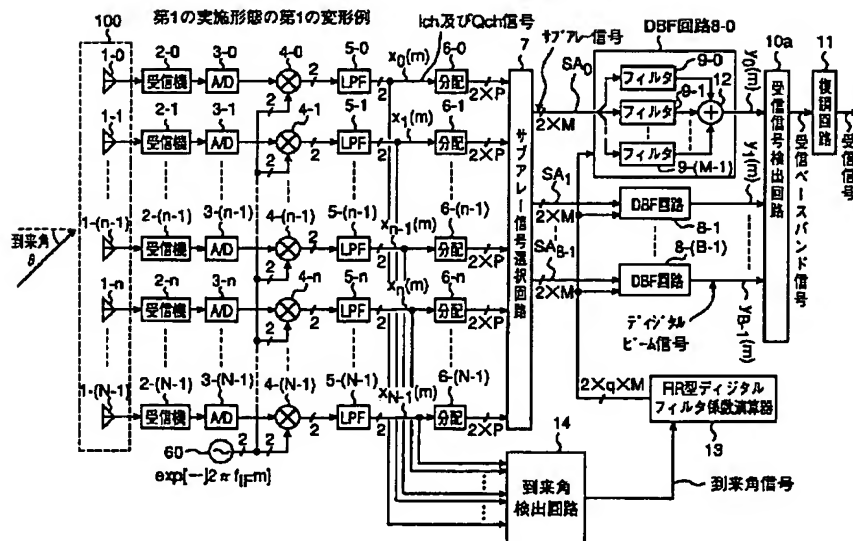 第1の実施形態の第1の変形例
Ich及びQch信号
サブアレー信号
DBF回路8-0
100
1-0
2-0
3-0
4-0
5-0
x0(m)
6-0
7
SA0
9-0
12
y0(m)
10a
11
受信機
A/D
2
LPF
2
分配
2×P
2×M
フィルタ
9-1
フィルタ
フィルタ
9-(M-1)
1-1
2-1
3-1
4-1
5-1
x1(m)
6-1
受信機
A/D
2
LPF
2
分配
2×P
サブアレー信号選択回路
受信信号検出回路
復調回路
受信ベースバンド信号
受信信号
SA1
2×M
DBF回路
8-1
y1(m)
到来角
θ
1-(n-1)
2-(n-1)
3-(n-1)
4-(n-1)
5-(n-1)
xn-1(m)
6-(n-1)
受信機
A/D
2
LPF
2
分配
2×P
SAB-1
2×M
DBF回路
8-(B-1)
yB-1(m)
ディジタル
ビーム信号
1-n
2-n
3-n
4-n
5-n
xn(m)
6-n
受信機
A/D
2
LPF
2
分配
2×P
1-(N-1)
2-(N-1)
3-(N-1)
4-(N-1)
5-(N-1)
xN-1(m)
6-(N-1)
受信機
A/D
2
LPF
2
分配
2×P
2×q×M
FIR型ディジタル
フィルタ係数演算器
13
60
2
2
exp[-j2πfIFm]
14
到来角
検出回路
到来角信号